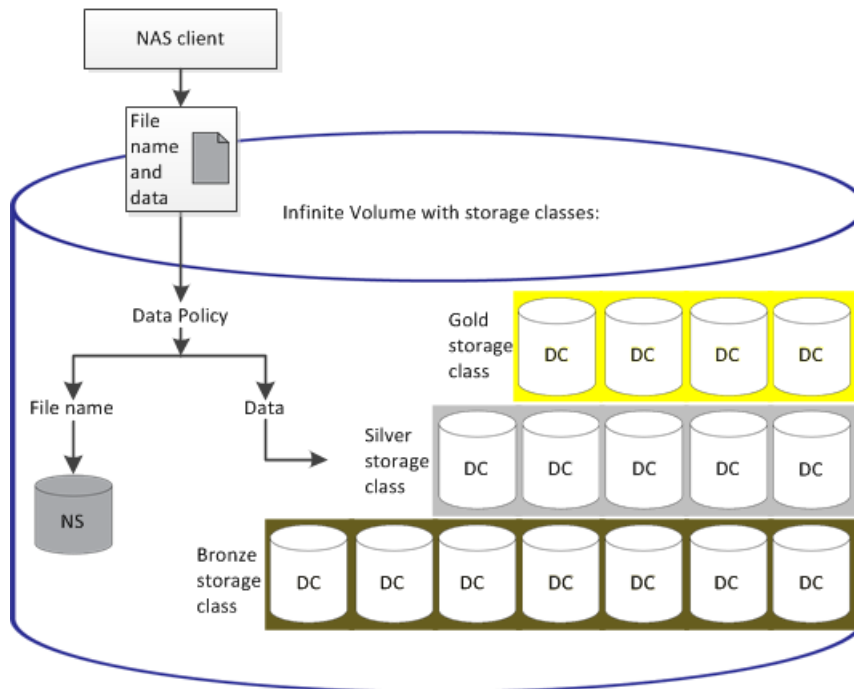 NAS client
File
name
and
data
Infinite Volume with storage classes:
Data Policy
File name
Data
NS
Gold
storage
class
DC DC DC DC
Silver
storage
class
DC DC DC DC DC
Bronze
storage
class
DC DC DC DC DC DC DC